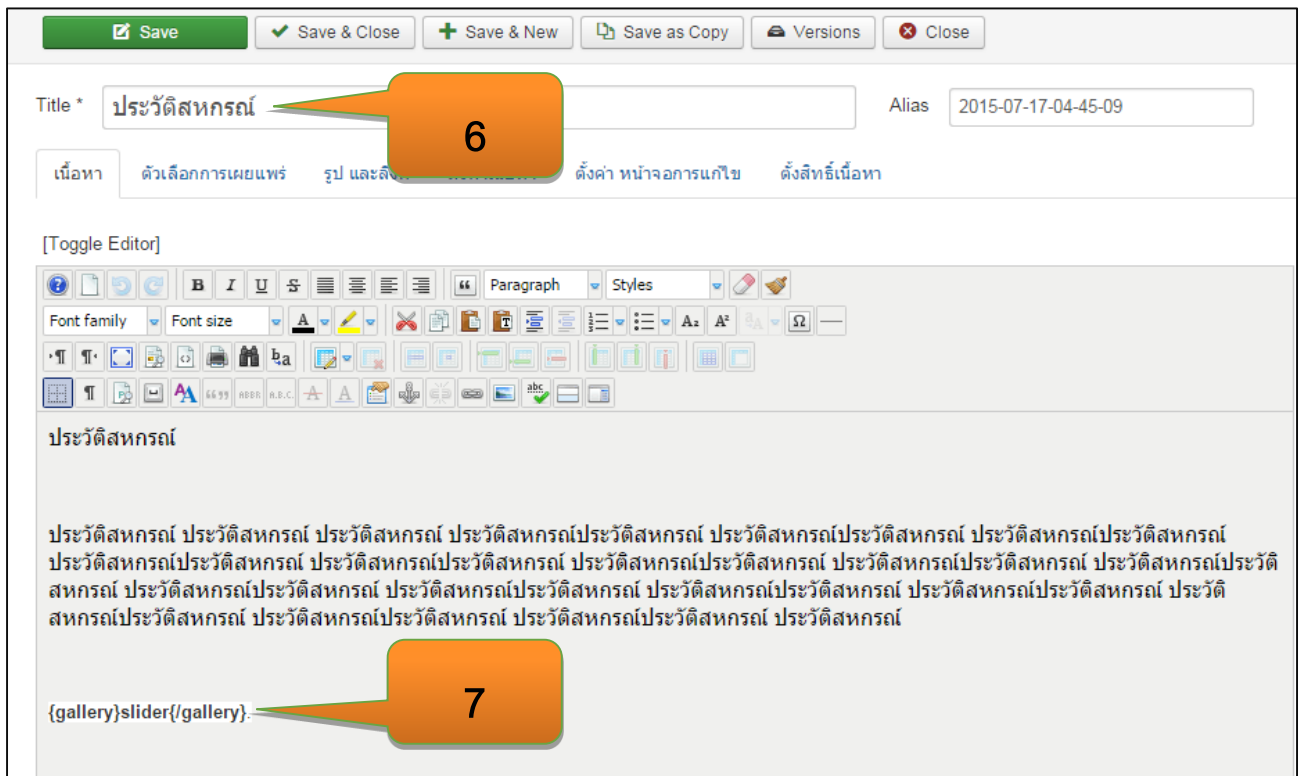 Save Save & Close Save & New Save as Copy Versions Close
Title * ประวัติสหกรณ์ Alias 2015-07-17-04-45-09
6
เนื้อหา ตัวเลือกการเผยแพร่ รูป ตั้งค่า หน้าจอการแก้ไข ตั้งสิทธิ์เนื้อหา
[Toggle Editor]
B I U S Paragraph Styles
Font family Font size
ประวัติสหกรณ์
ประวัติสหกรณ์ ประวัติสหกรณ์ ประวัติสหกรณ์ ประวัติสหกรณ์ประวัติสหกรณ์ ประวัติสหกรณ์ประวัติสหกรณ์ ประวัติสหกรณ์ประวัติสหกรณ์
ประวัติสหกรณ์ประวัติสหกรณ์ ประวัติสหกรณ์ประวัติสหกรณ์ ประวัติสหกรณ์ประวัติสหกรณ์ ประวัติสหกรณ์ประวัติสหกรณ์ ประวัติสหกรณ์ประวัติ
สหกรณ์ ประวัติสหกรณ์ประวัติสหกรณ์ ประวัติสหกรณ์ประวัติสหกรณ์ ประวัติสหกรณ์ประวัติสหกรณ์ ประวัติสหกรณ์ประวัติสหกรณ์ ประวัติ
สหกรณ์ประวัติสหกรณ์ ประวัติสหกรณ์ประวัติสหกรณ์ ประวัติสหกรณ์ประวัติสหกรณ์ ประวัติสหกรณ์
{gallery}slider{/gallery}.
7